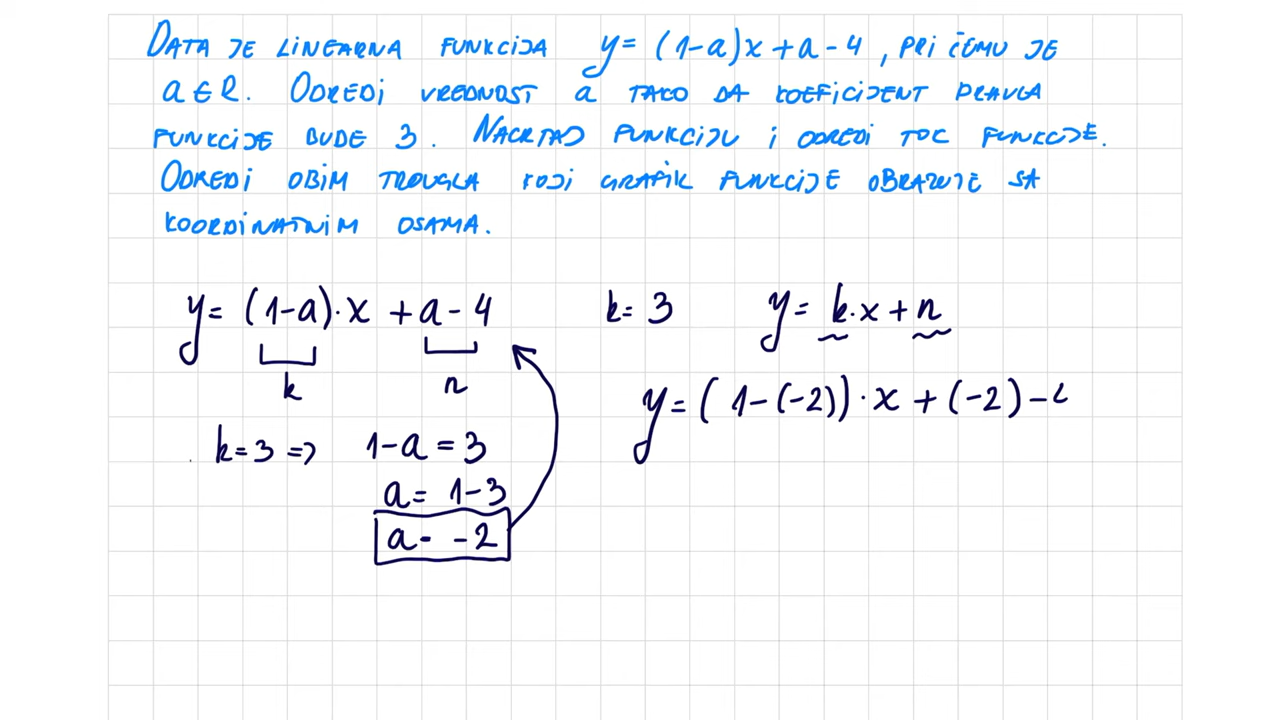 DATA JE LINEARNA FUNKCIJA y = (1-a)x + a - 4, PRI ČEMU JE
a ∈ R. ODREDI VREDNOST a TAKO DA KOEFICIJENT PRAVCA
FUNKCIJE BUDE 3. NACRTAJ FUNKCIJU I ODREDI TOK FUNKCIJE.
ODREDI OBIM TROUGLA KOJI GRAFIK FUNKCIJE OBRAZUJE SA
KOORDINATNIM OSAMA.
y = (1-a)·x + a - 4 k = 3 y = k·x + n
k n
y = (1-(-2))·x + (-2) - 4
k = 3 => 1-a = 3
a = 1-3
a = -2